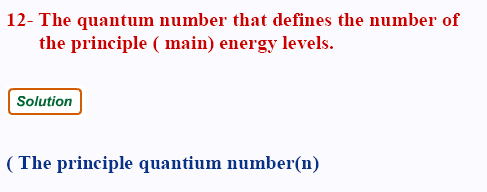 12- The quantum number that defines the number of
the principle ( main) energy levels.
Solution
( The principle quantium number(n)